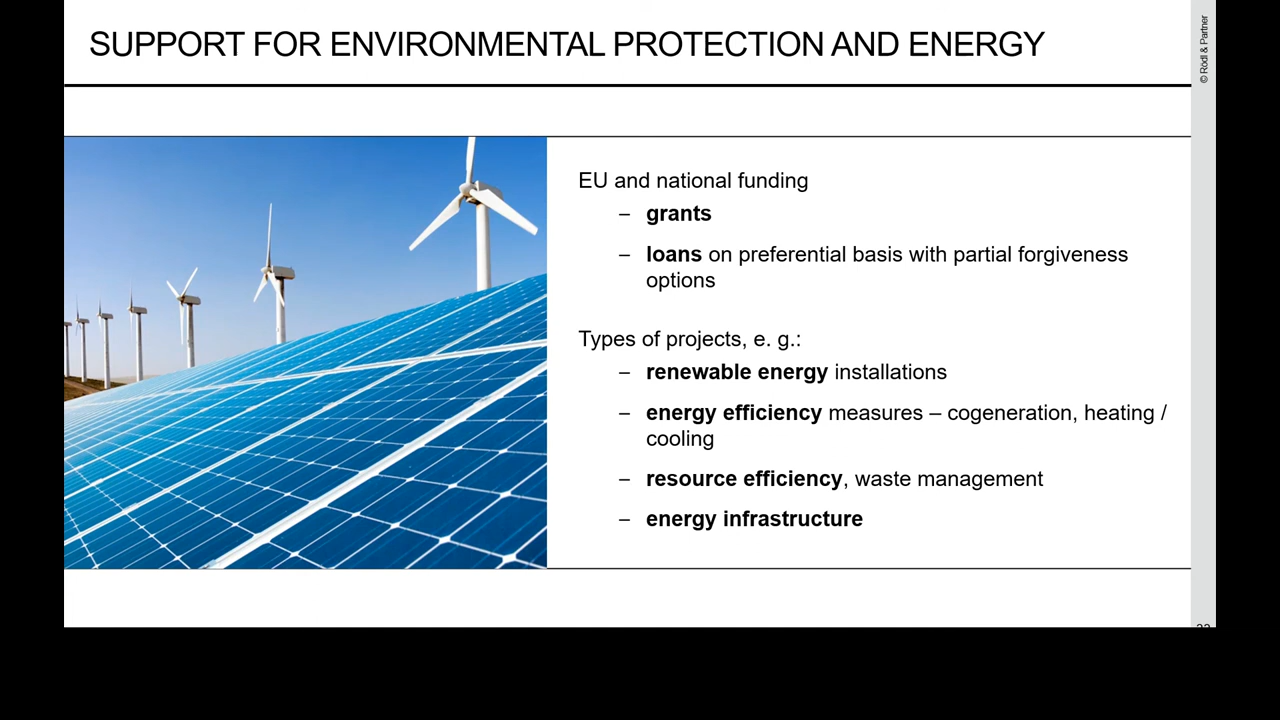 SUPPORT FOR ENVIRONMENTAL PROTECTION AND ENERGY
© Rödl & Partner
EU and national funding
– grants
– loans on preferential basis with partial forgiveness
options
Types of projects, e. g.:
– renewable energy installations
– energy efficiency measures – cogeneration, heating /
cooling
– resource efficiency, waste management
– energy infrastructure